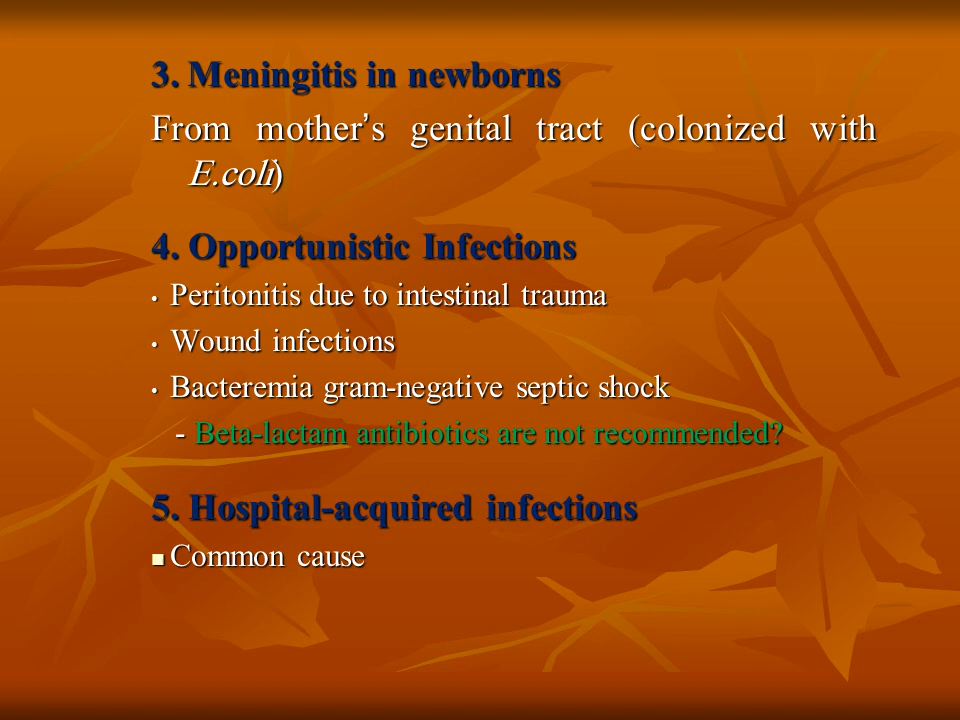 3. Meningitis in newborns
From mother’s genital tract (colonized with
E.coli)
4. Opportunistic Infections
• Peritonitis due to intestinal trauma
• Wound infections
• Bacteremia gram-negative septic shock
- Beta-lactam antibiotics are not recommended?
5. Hospital-acquired infections
■ Common cause